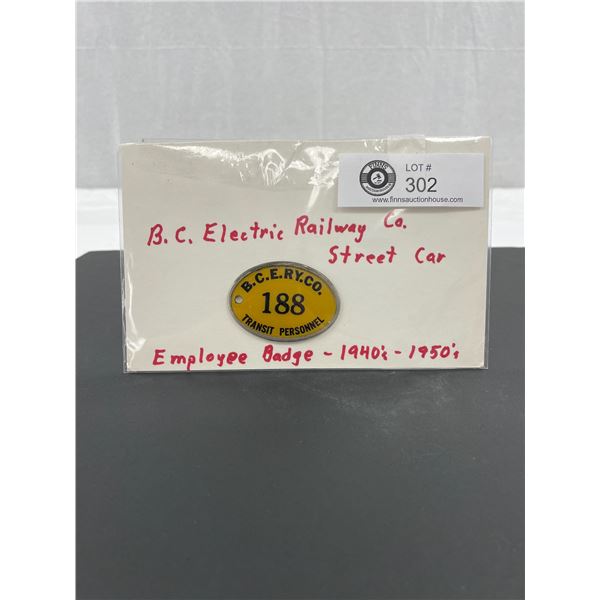 FINNS
LOT #
302
www.finnsauctionhouse.com
B.C. Electric Railway Co.
Street Car
B.C.E.RY.CO.
188
TRANSIT PERSONNEL
Employee Badge - 1940's - 1950's